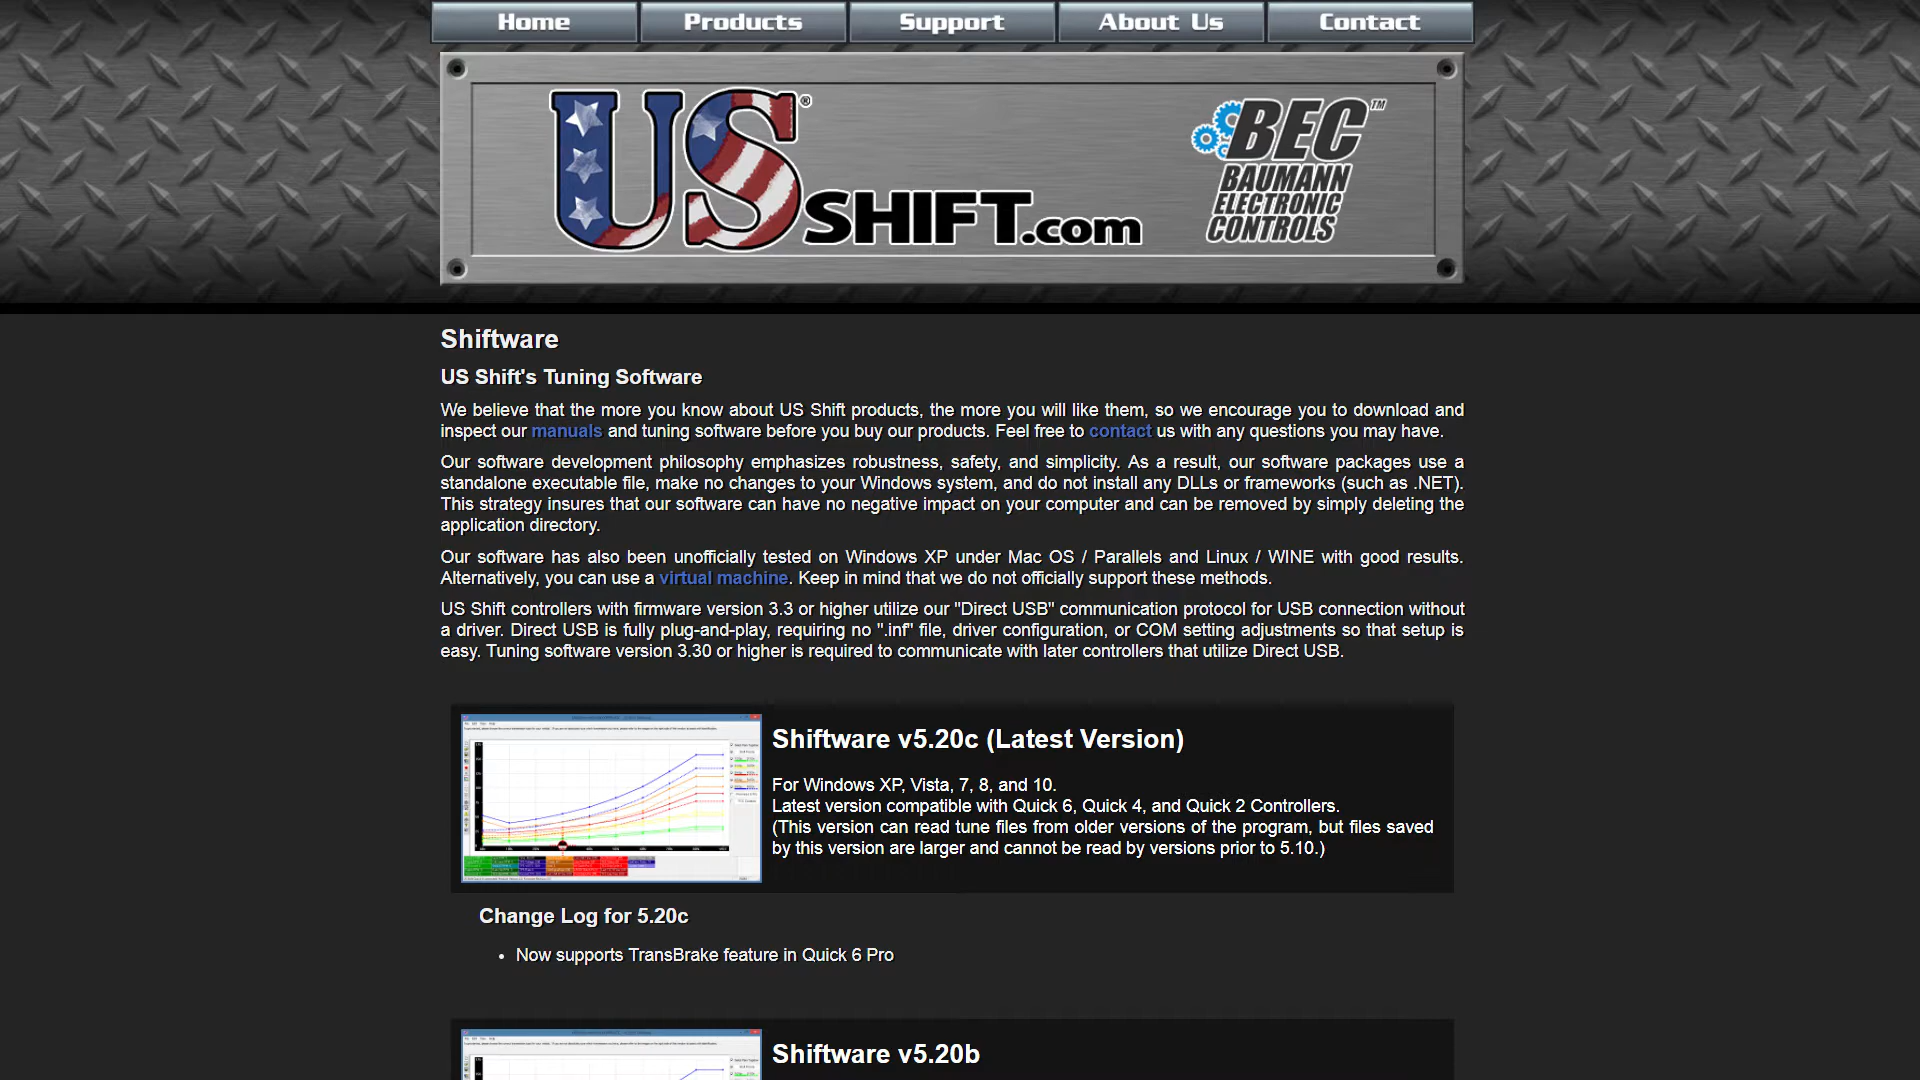 Home Products Support About Us Contact
US®
SHIFT.com
BEC™
BAUMANN
ELECTRONIC
CONTROLS
Shiftware
US Shift's Tuning Software
We believe that the more you know about US Shift products, the more you will like them, so we encourage you to download and
inspect our manuals and tuning software before you buy our products. Feel free to contact us with any questions you may have.
Our software development philosophy emphasizes robustness, safety, and simplicity. As a result, our software packages use a
standalone executable file, make no changes to your Windows system, and do not install any DLLs or frameworks (such as .NET).
This strategy insures that our software can have no negative impact on your computer and can be removed by simply deleting the
application directory.
Our software has also been unofficially tested on Windows XP under Mac OS / Parallels and Linux / WINE with good results.
Alternatively, you can use a virtual machine. Keep in mind that we do not officially support these methods.
US Shift controllers with firmware version 3.3 or higher utilize our "Direct USB" communication protocol for USB connection without
a driver. Direct USB is fully plug-and-play, requiring no ".inf" file, driver configuration, or COM setting adjustments so that setup is
easy. Tuning software version 3.30 or higher is required to communicate with later controllers that utilize Direct USB.
Shiftware v5.20c (Latest Version)
For Windows XP, Vista, 7, 8, and 10.
Latest version compatible with Quick 6, Quick 4, and Quick 2 Controllers.
(This version can read tune files from older versions of the program, but files saved
by this version are larger and cannot be read by versions prior to 5.10.)
Change Log for 5.20c
• Now supports TransBrake feature in Quick 6 Pro
Shiftware v5.20b